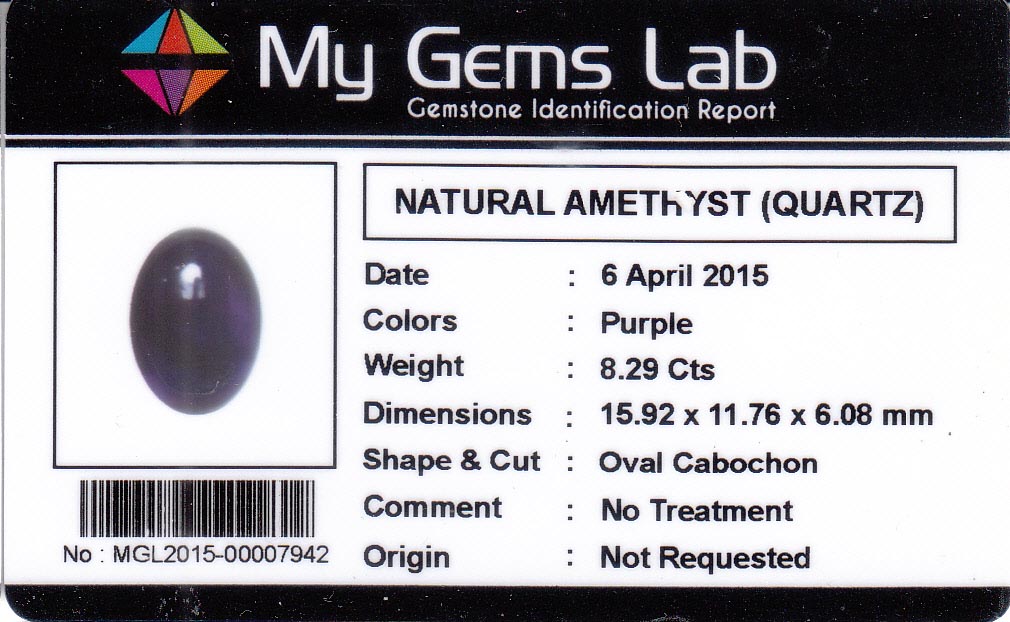 My Gems Lab
Gemstone Identification Report
NATURAL AMETHYST (QUARTZ)
Date : 6 April 2015
Colors : Purple
Weight : 8.29 Cts
Dimensions : 15.92 x 11.76 x 6.08 mm
Shape & Cut : Oval Cabochon
Comment : No Treatment
Origin : Not Requested
No : MGL2015-00007942